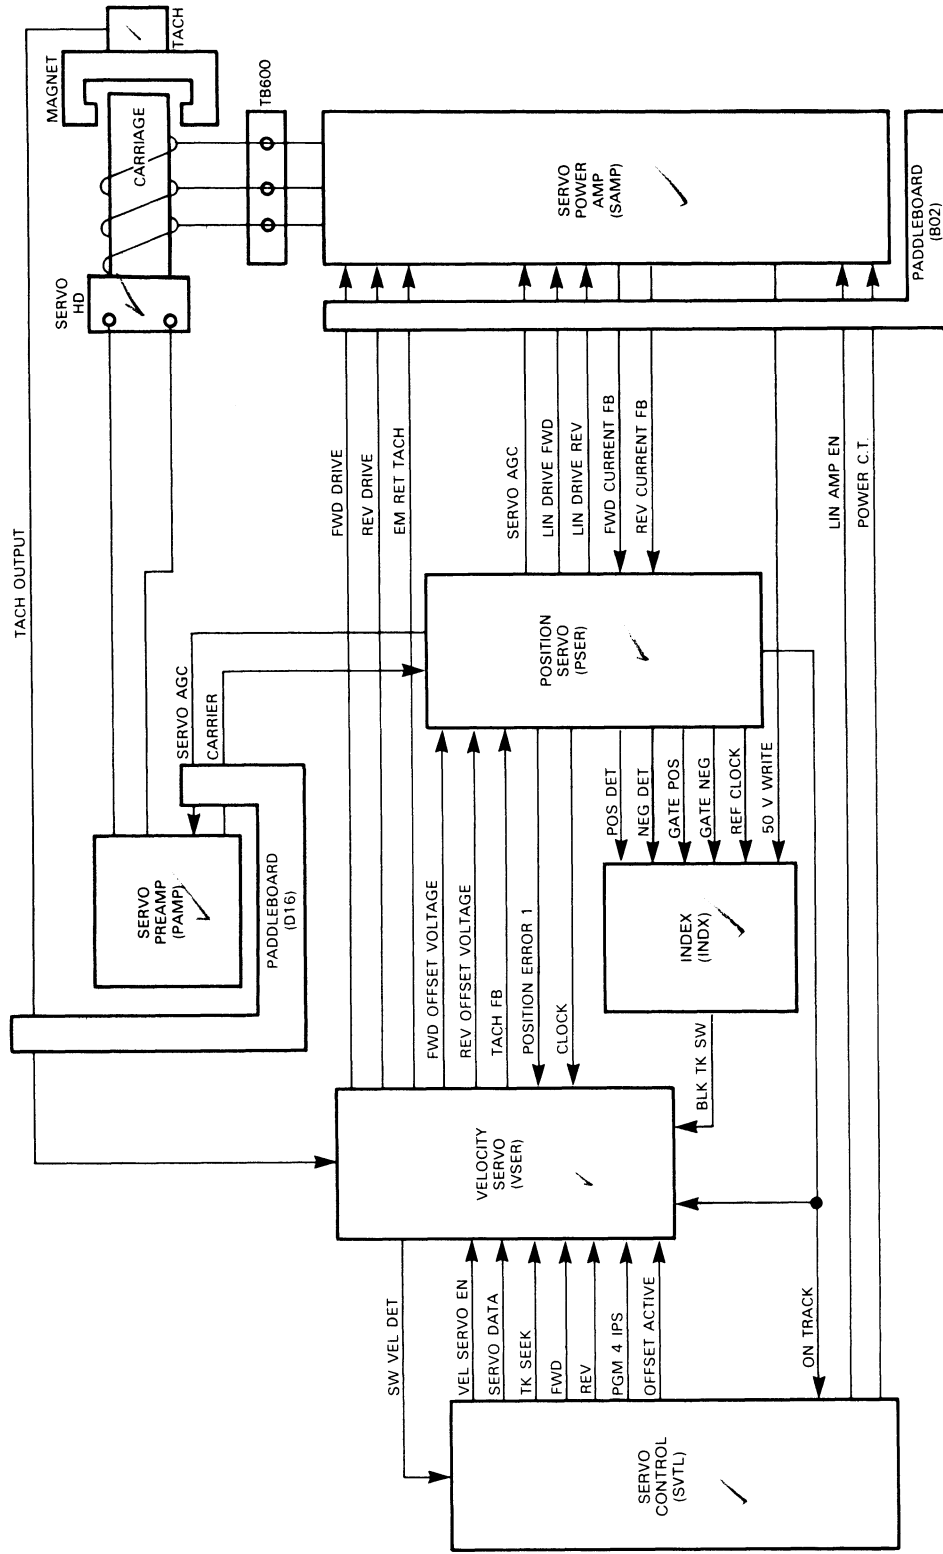 TACH OUTPUT
MAGNET
TACH
CARRIAGE
SERVO
HD
TB600
SERVO
PREAMP
(PAMP)
PADDLEBOARD
(D16)
SERVO AGC
CARRIER
FWD DRIVE
REV DRIVE
EM RET TACH
SERVO AGC
LIN DRIVE FWD
LIN DRIVE REV
FWD CURRENT FB
REV CURRENT FB
LIN AMP EN
POWER C.T.
SERVO
POWER
AMP
(SAMP)
PADDLEBOARD
(B02)
FWD OFFSET VOLTAGE
REV OFFSET VOLTAGE
TACH FB
POSITION ERROR 1
CLOCK
POSITION
SERVO
(PSER)
POS DET
NEG DET
GATE POS
GATE NEG
REF CLOCK
50 V WRITE
INDEX
(INDX)
BLK TK SW
VELOCITY
SERVO
(VSER)
SW VEL DET
VEL SERVO EN
SERVO DATA
TK SEEK
FWD
REV
PGM 4 IPS
OFFSET ACTIVE
ON TRACK
SERVO
CONTROL
(SVTL)